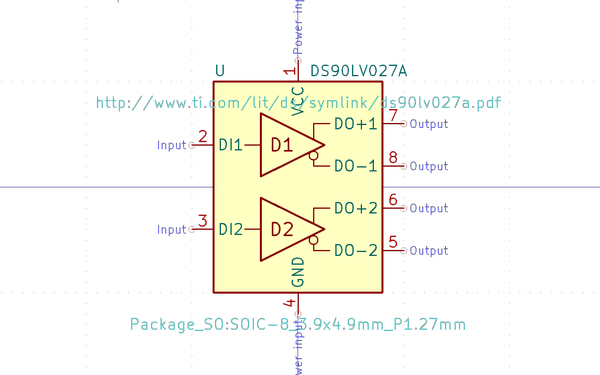 Power in
U
DS90LV027A
1
VCC
http://www.ti.com/lit/ds/symlink/ds90lv027a.pdf
7
DO+1
Output
Input
2
DI1
D1
8
DO-1
Output
6
DO+2
Output
Input
3
DI2
D2
5
DO-2
Output
GND
4
Package_SO:SOIC-8_3.9x4.9mm_P1.27mm
wer input